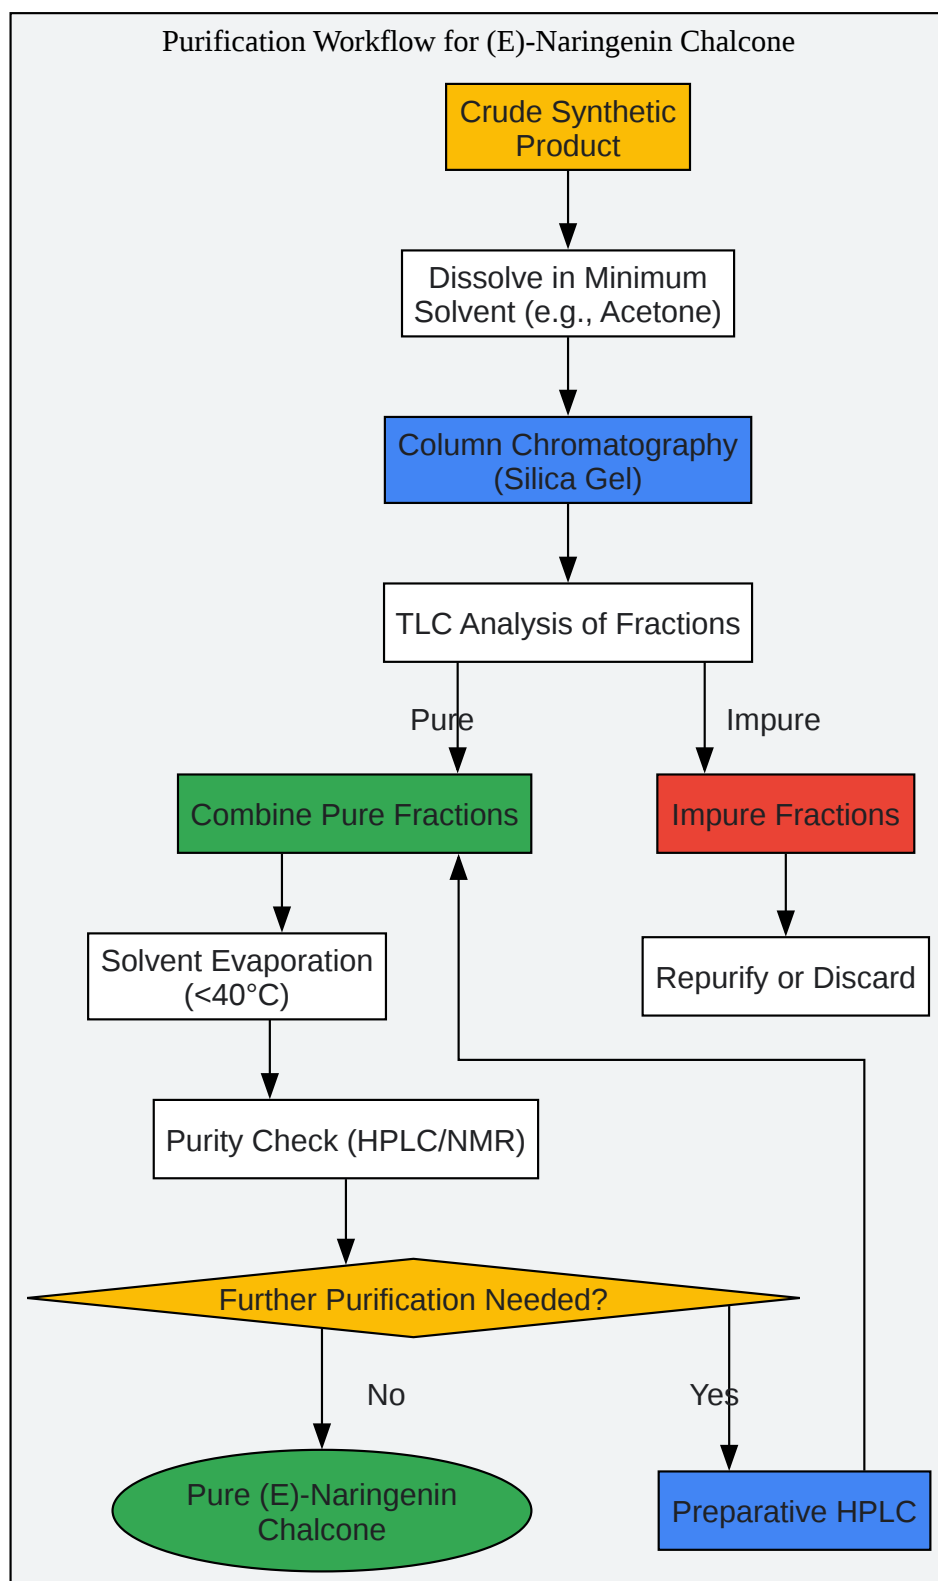 Purification Workflow for (E)-Naringenin Chalcone
Crude Synthetic
Product
Dissolve in Minimum
Solvent (e.g., Acetone)
Column Chromatography
(Silica Gel)
TLC Analysis of Fractions
Pure
Impure
Combine Pure Fractions
Impure Fractions
Solvent Evaporation
(<40°C)
Repurify or Discard
Purity Check (HPLC/NMR)
Further Purification Needed?
No
Yes
Pure (E)-Naringenin
Chalcone
Preparative HPLC